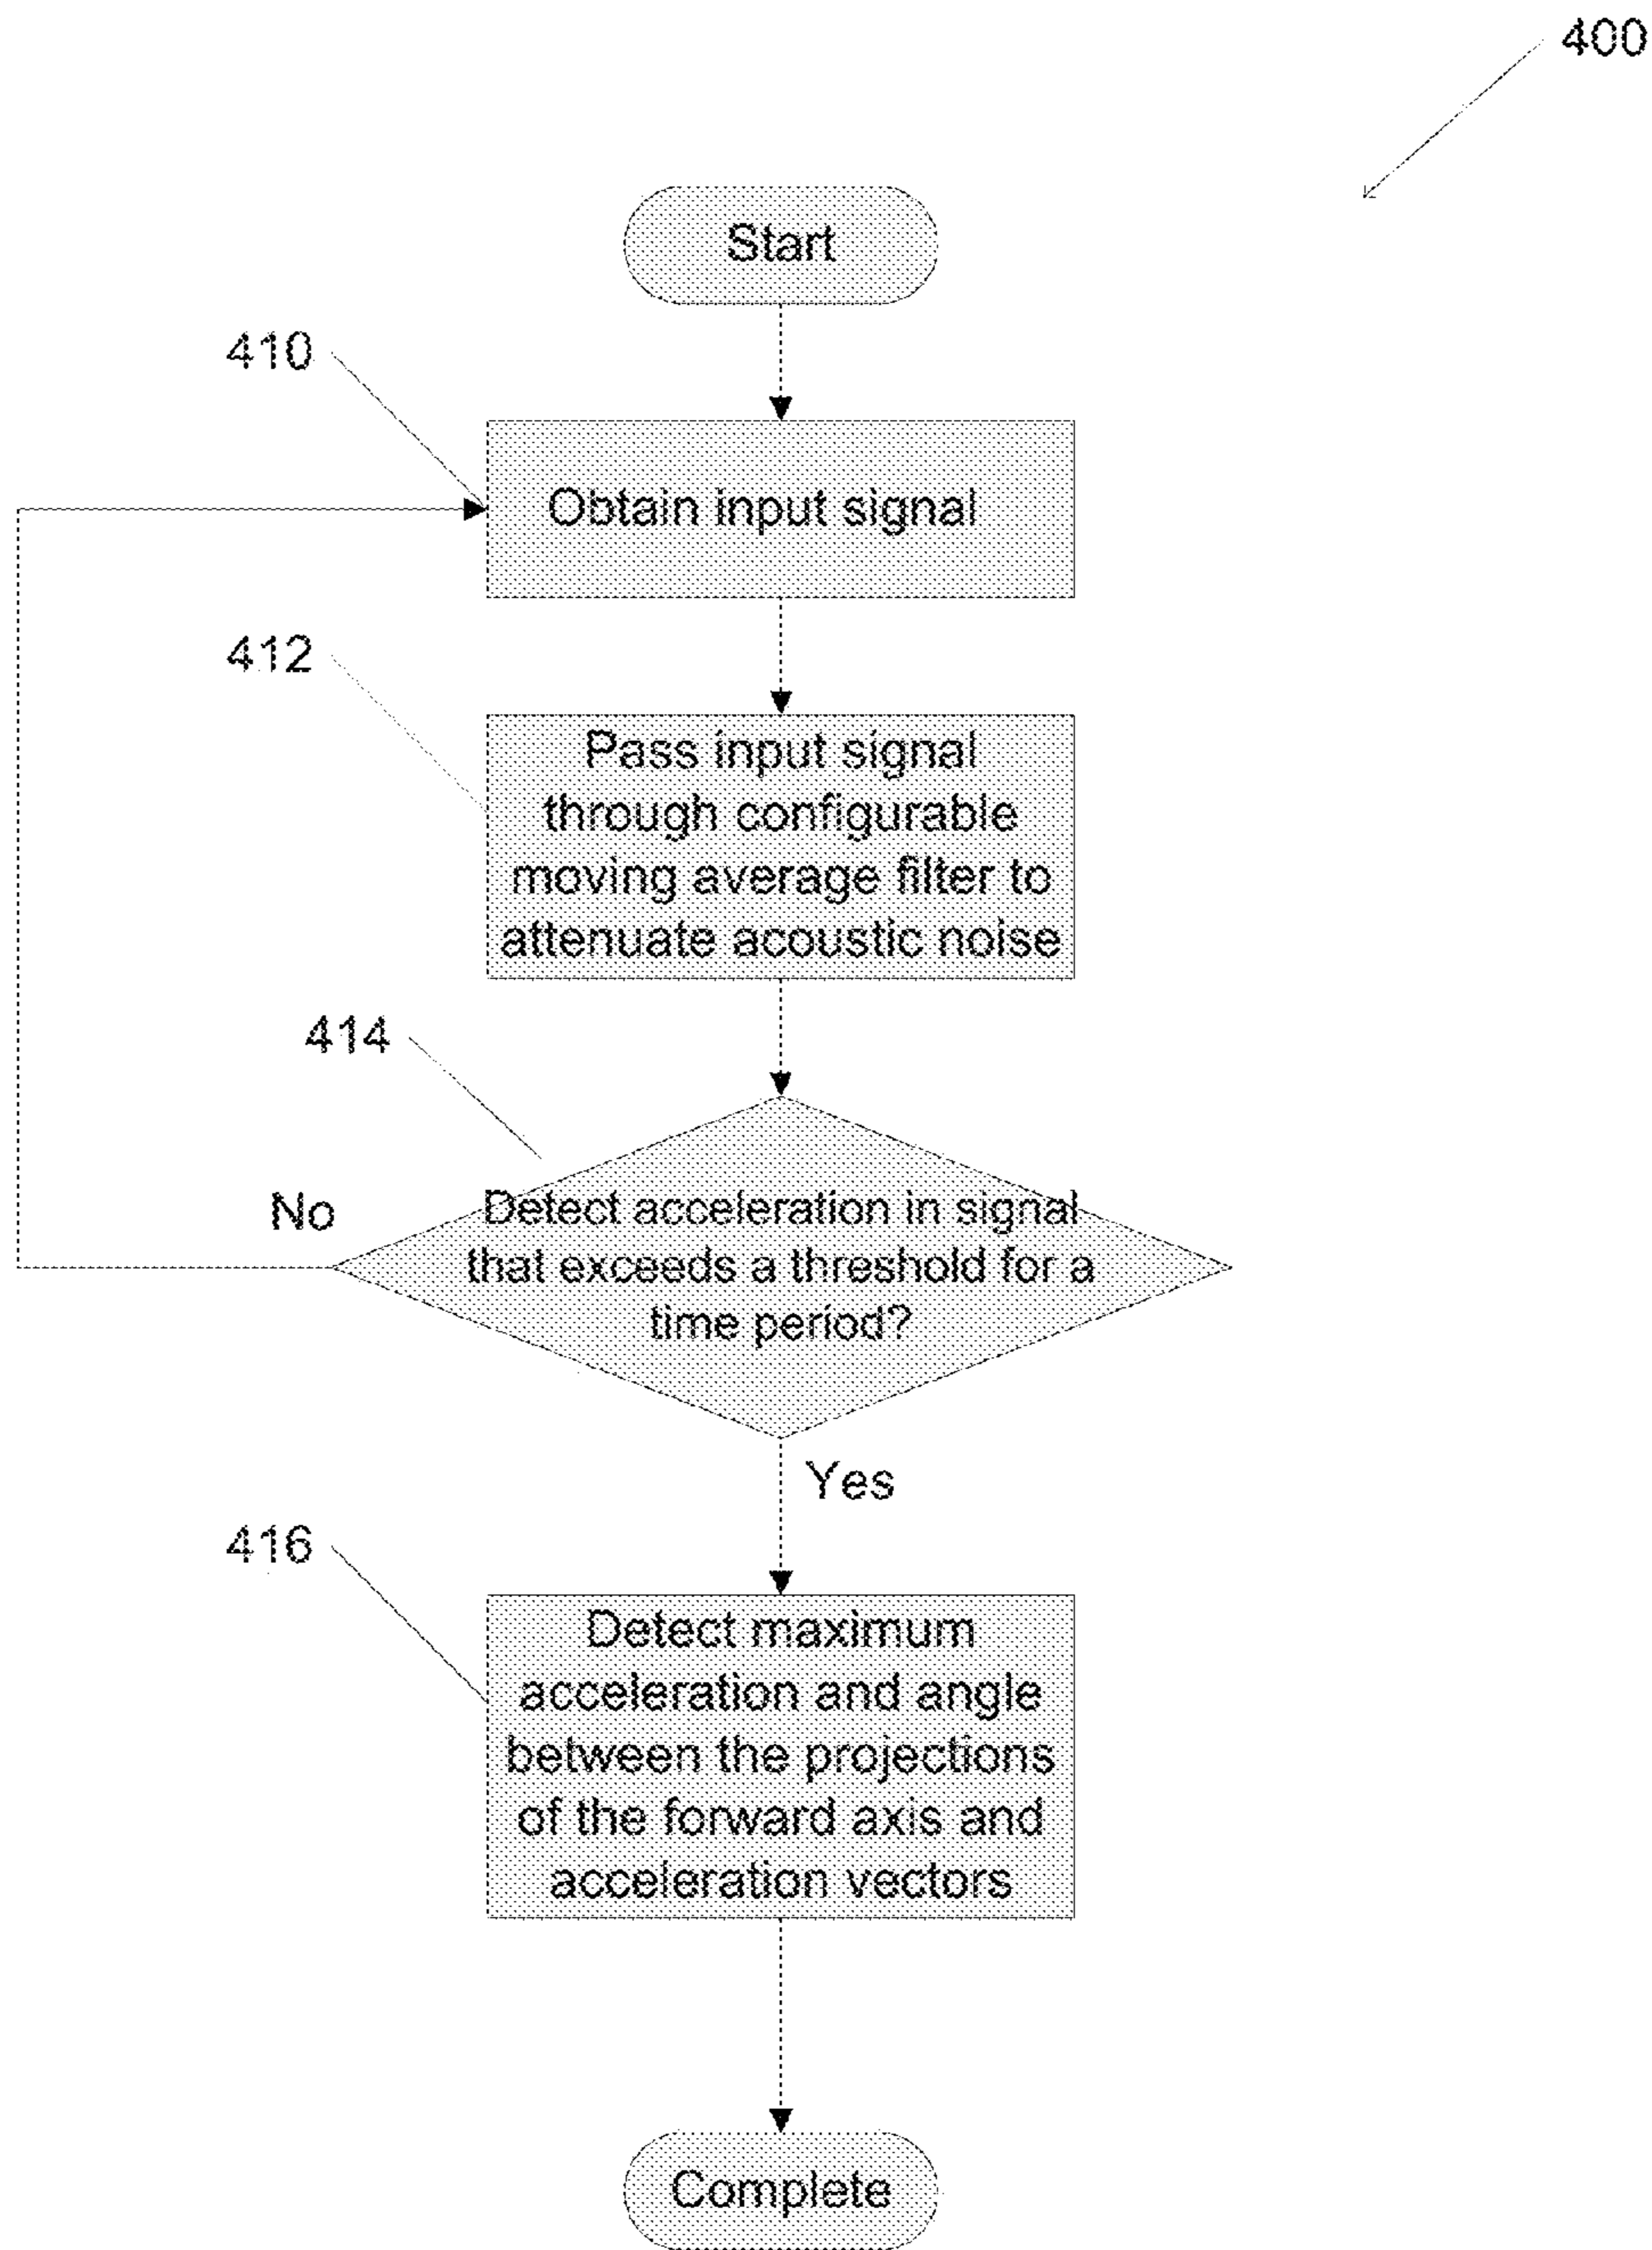 400
Start
410
Obtain input signal
412
Pass input signal
through configurable
moving average filter to
attenuate acoustic noise
414
No
Detect acceleration in signal
that exceeds a threshold for a
time period?
Yes
416
Detect maximum
acceleration and angle
between the projections
of the forward axis and
acceleration vectors
Complete